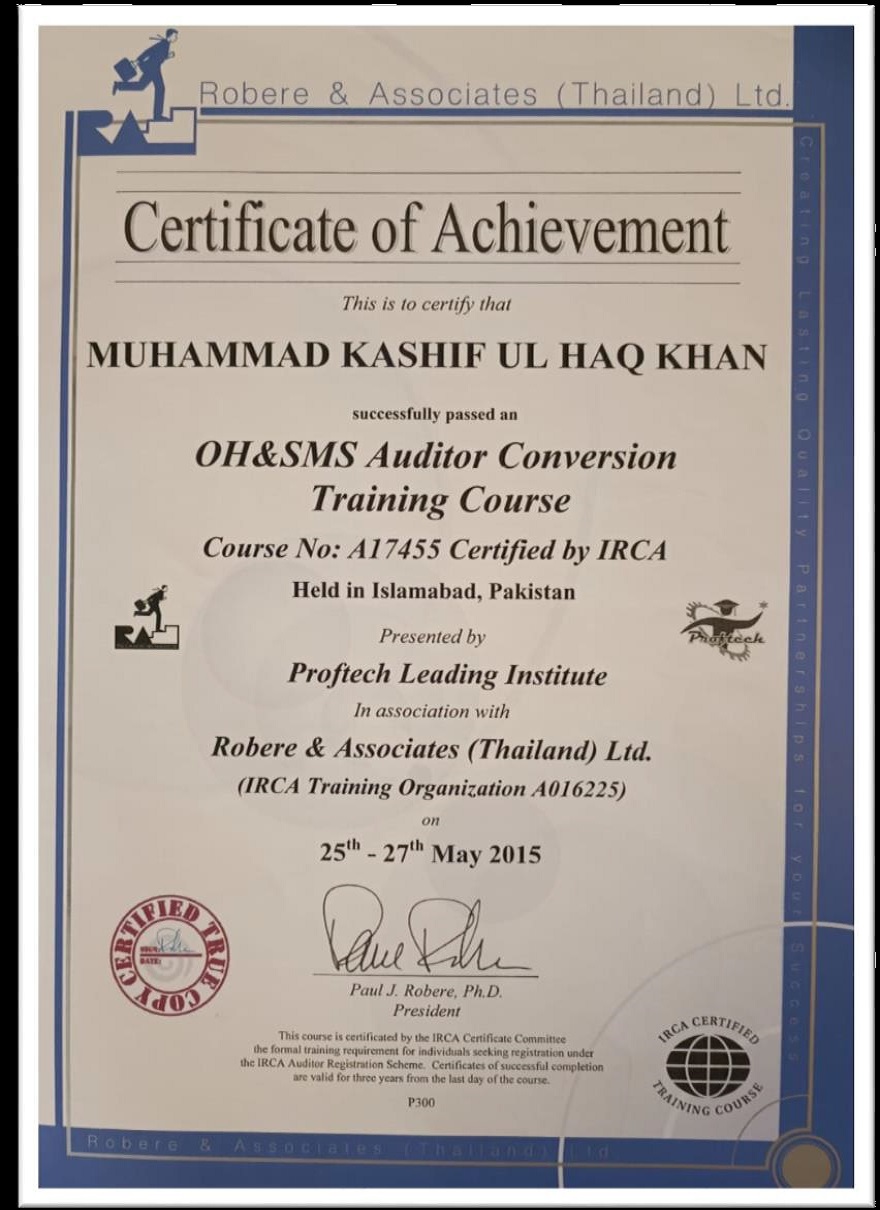 Robere & Associates (Thailand) Ltd.
Certificate of Achievement
This is to certify that
MUHAMMAD KASHIF UL HAQ KHAN
successfully passed an
OH&SMS Auditor Conversion
Training Course
Course No: A17455 Certified by IRCA
Held in Islamabad, Pakistan
Presented by
Proftech
Proftech Leading Institute
In association with
Robere & Associates (Thailand) Ltd.
(IRCA Training Organization A016225)
on
25th - 27th May 2015
CERTIFIED TRUE COPY
DATE:
Paul J. Robere, Ph.D.
President
This course is certificated by the IRCA Certificate Committee
the formal training requirement for individuals seeking registration under
the IRCA Auditor Registration Scheme. Certificates of successful completion
are valid for three years from the last day of the course.
P300
IRCA CERTIFIED
TRAINING COURSE
Creating Lasting Quality Partnerships for your Success
Robere & Associates (Thailand) Ltd